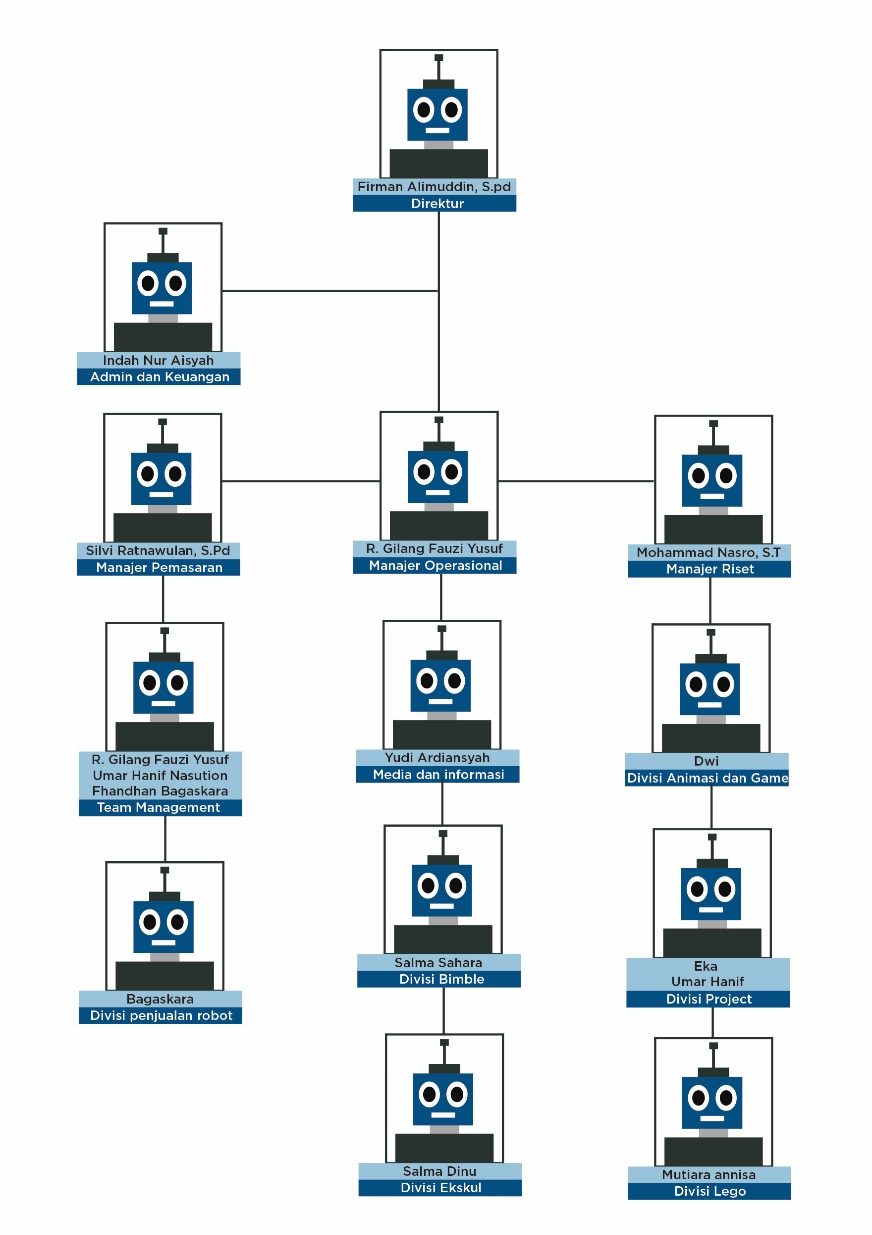 Firman Alimuddin, S.pd
Direktur
Indah Nur Aisyah
Admin dan Keuangan
Silvi Ratnawulan, S.Pd
Manajer Pemasaran
R. Gilang Fauzi Yusuf
Manajer Operasional
Mohammad Nasro, S.T
Manajer Riset
R. Gilang Fauzi Yusuf
Umar Hanif Nasution
Fhandhan Bagaskara
Team Management
Yudi Ardiansyah
Media dan informasi
Dwi
Divisi Animasi dan Game
Bagaskara
Divisi penjualan robot
Salma Sahara
Divisi Bimble
Eka
Umar Hanif
Divisi Project
Salma Dinu
Divisi Ekskul
Mutiara annisa
Divisi Lego